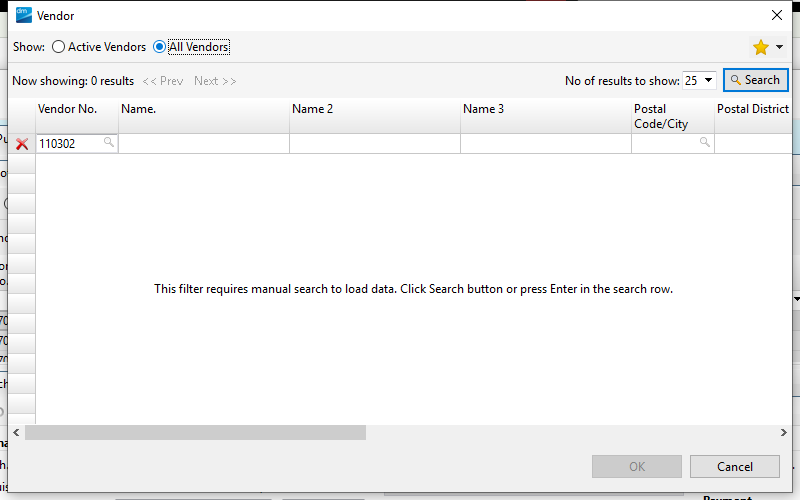 dm Vendor
Show: Active Vendors All Vendors
Now showing: 0 results << Prev Next >> No of results to show: 25 Search
Vendor No. Name. Name 2 Name 3 Postal Code/City Postal District
110302
This filter requires manual search to load data. Click Search button or press Enter in the search row.
OK Cancel